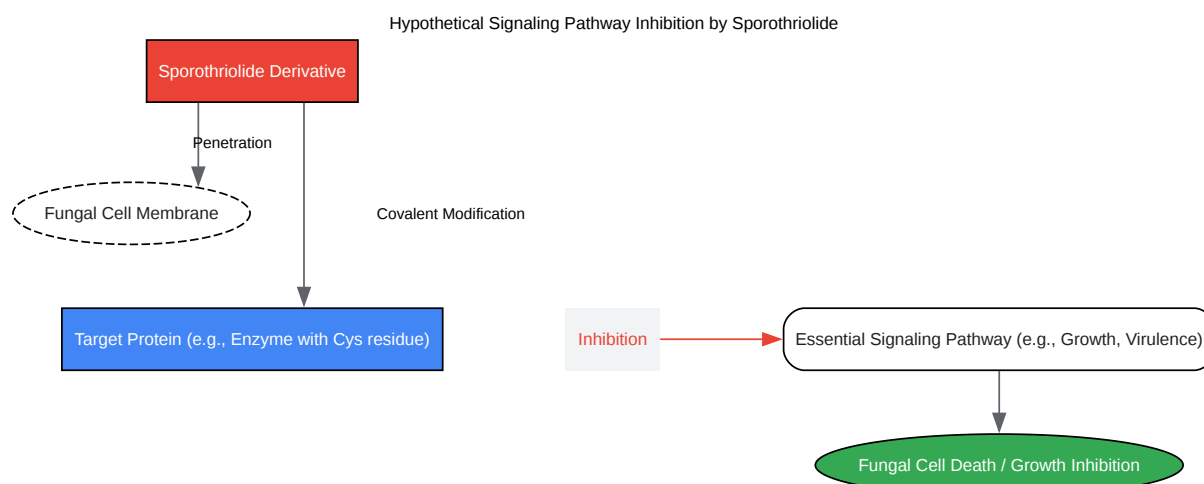 Hypothetical Signaling Pathway Inhibition by Sporothriolide
Sporothriolide Derivative
Penetration
Fungal Cell Membrane
Covalent Modification
Target Protein (e.g., Enzyme with Cys residue)
Inhibition
Essential Signaling Pathway (e.g., Growth, Virulence)
Fungal Cell Death / Growth Inhibition